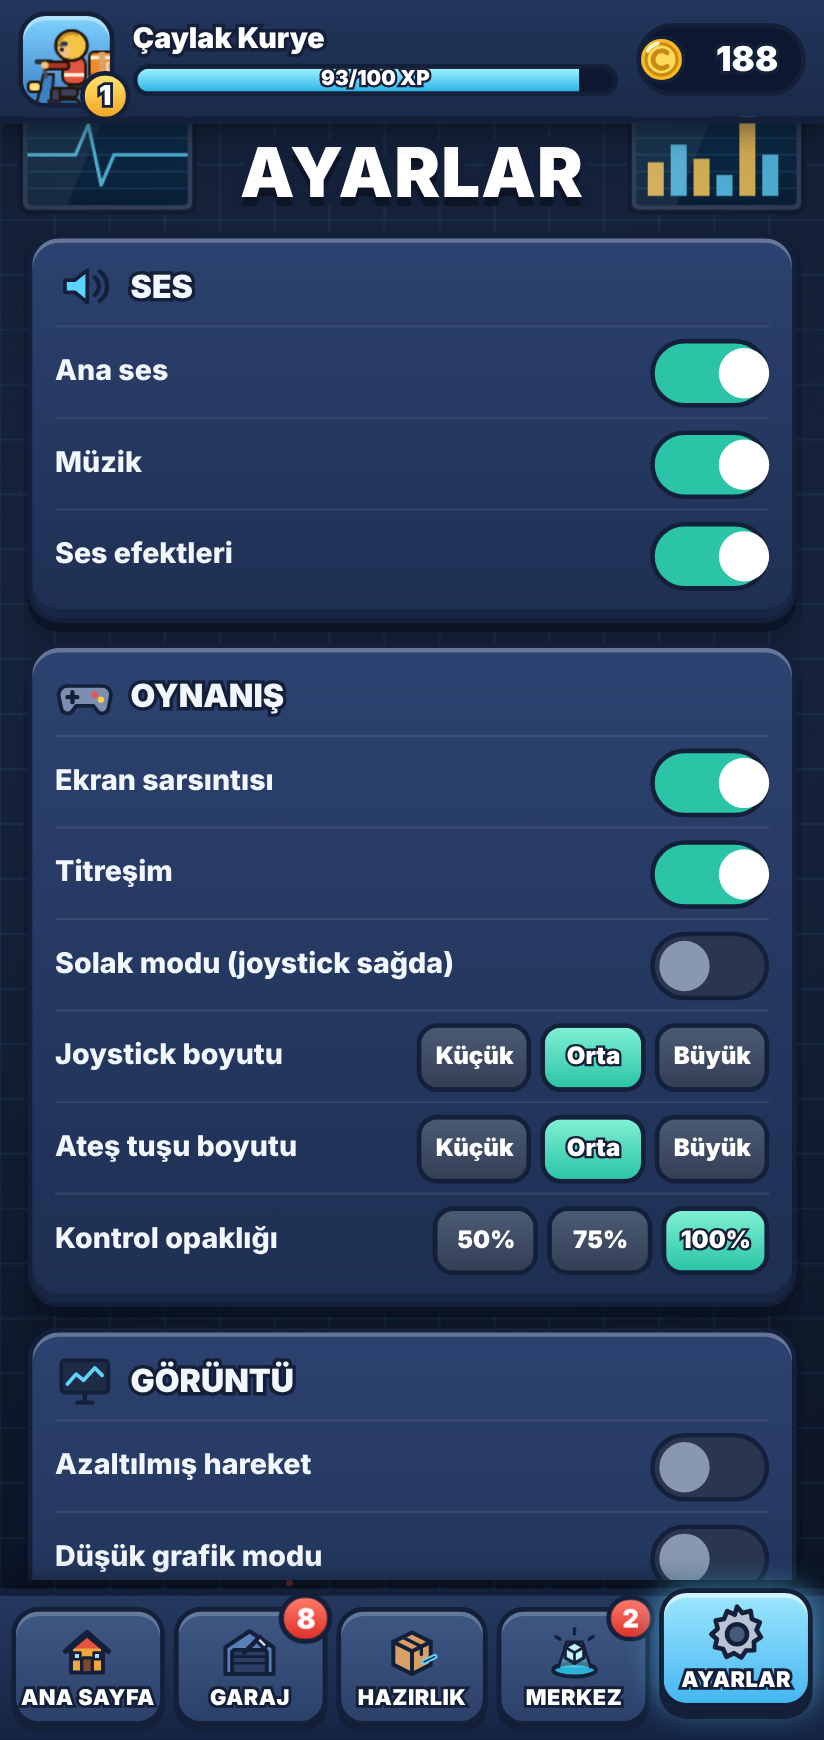 Çaylak Kurye
93/100 XP
1
188
AYARLAR
SES
Ana ses
Müzik
Ses efektleri
OYNANIŞ
Ekran sarsıntısı
Titreşim
Solak modu (joystick sağda)
Joystick boyutu Küçük Orta Büyük
Ateş tuşu boyutu Küçük Orta Büyük
Kontrol opaklığı 50% 75% 100%
GÖRÜNTÜ
Azaltılmış hareket
Düşük grafik modu
8 2
ANA SAYFA GARAJ HAZIRLIK MERKEZ AYARLAR